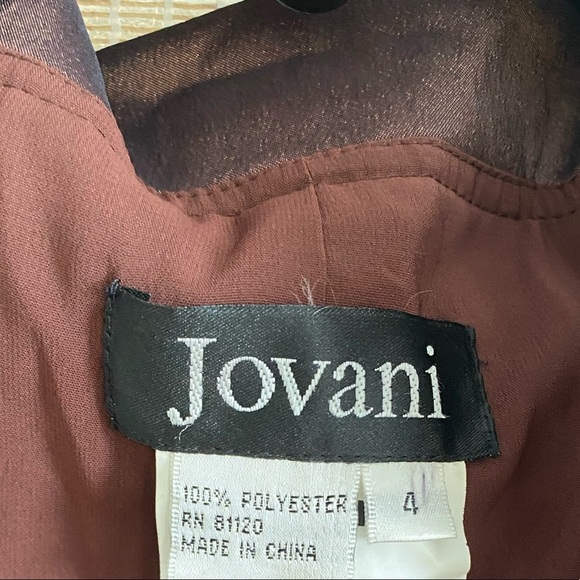 Jovani
100% POLYESTER
RN 81120
MADE IN CHINA
4